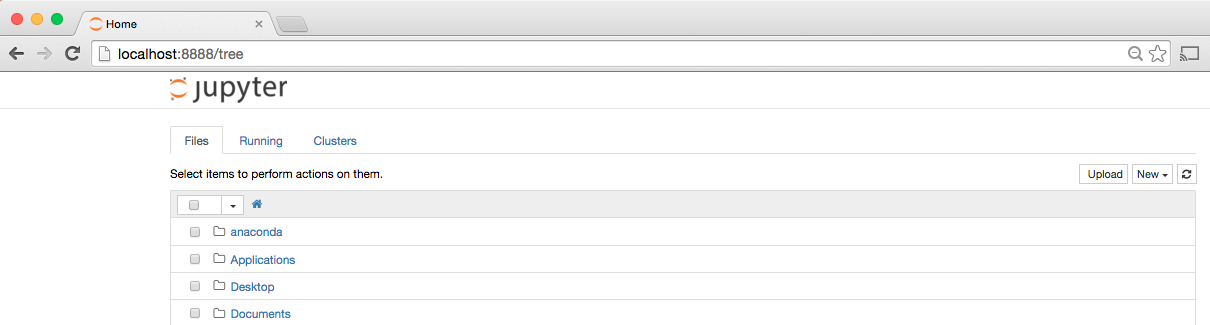 Home
localhost:8888/tree
jupyter
Files Running Clusters
Select items to perform actions on them. Upload New
anaconda
Applications
Desktop
Documents